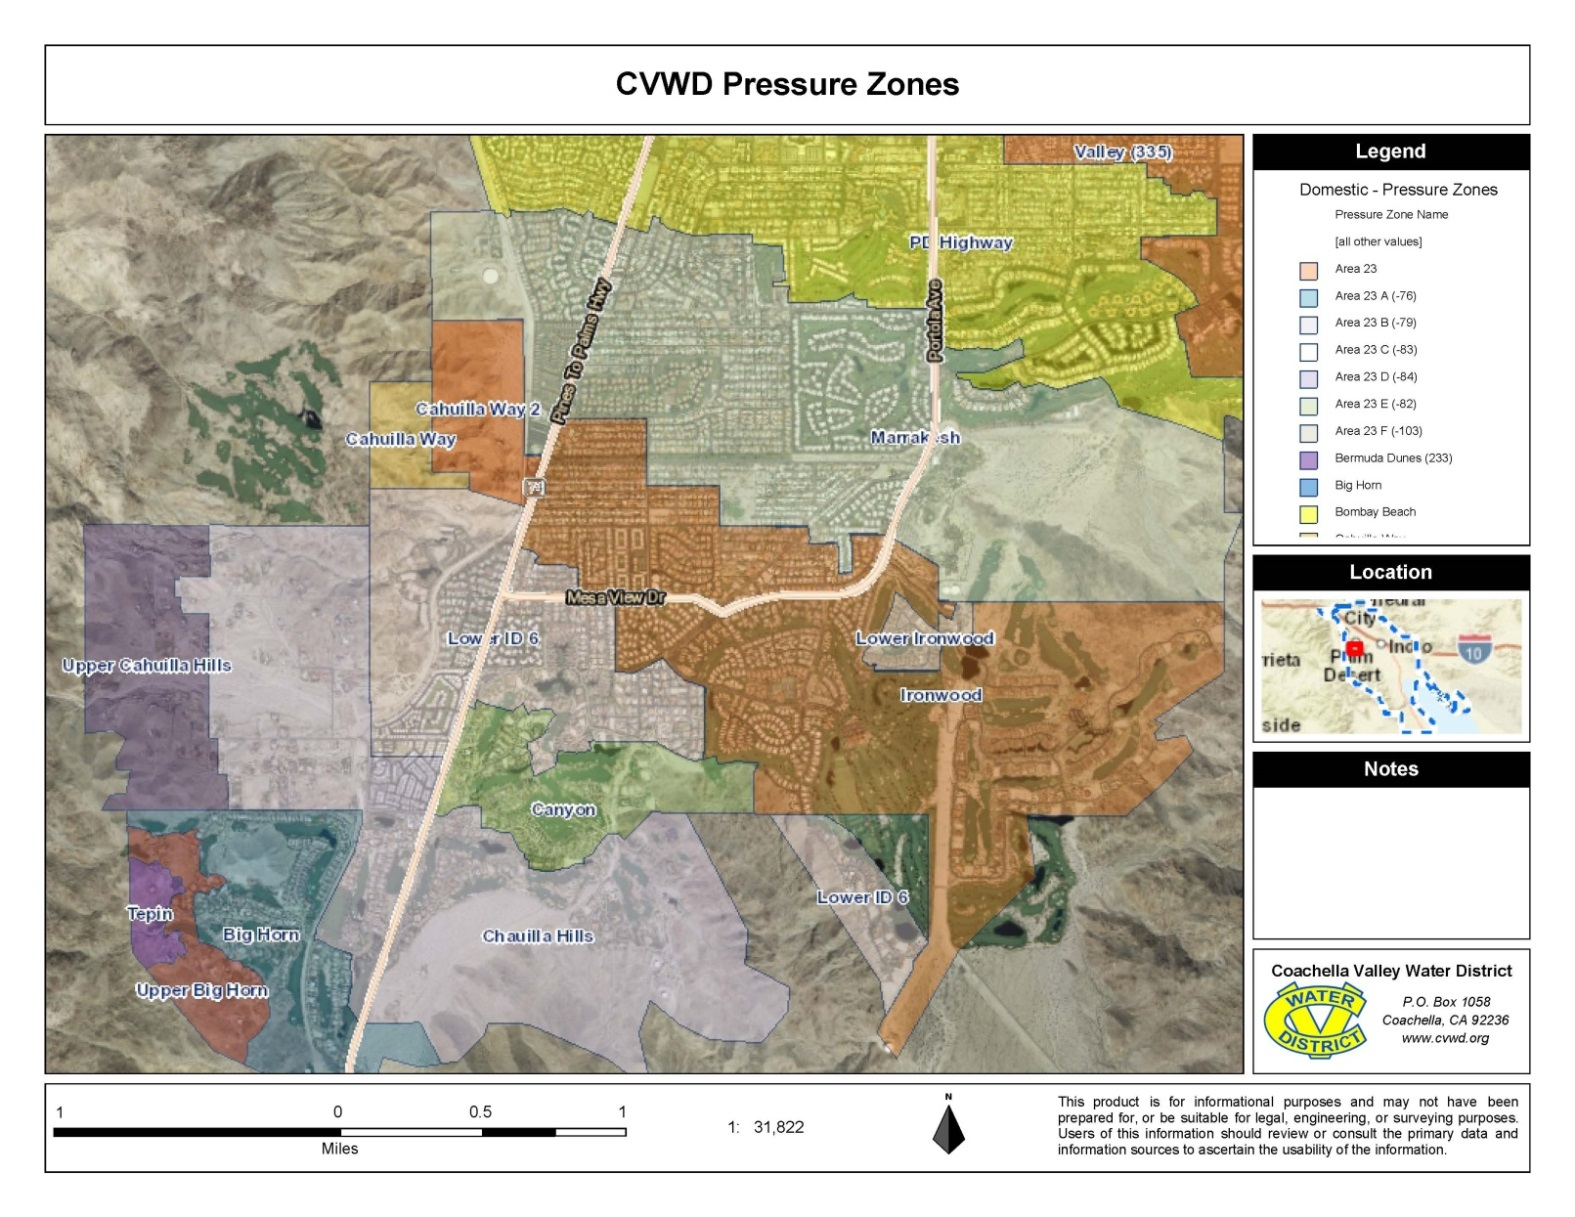 CVWD Pressure Zones
Valley (335)
PD Highway
Pines To Palms Hwy
Portola Ave
Cahuilla Way 2
Cahuilla Way
Marrakesh
74
Mesa View Dr
Lower ID 6
Lower Ironwood
Upper Cahuilla Hills
Ironwood
Canyon
Lower ID 6
Tepin
Big Horn
Chauilla Hills
Upper Big Horn
Legend
Domestic - Pressure Zones
Pressure Zone Name
[all other values]
Area 23
Area 23 A (-76)
Area 23 B (-79)
Area 23 C (-83)
Area 23 D (-84)
Area 23 E (-82)
Area 23 F (-103)
Bermuda Dunes (233)
Big Horn
Bombay Beach
Location
City
Indio
10
rrieta
Palm
Desert
side
Notes
Coachella Valley Water District
WATER
DISTRICT
P.O. Box 1058
Coachella, CA 92236
www.cvwd.org
1 0 0.5 1
Miles
1: 31,822
N
This product is for informational purposes and may not have been
prepared for, or be suitable for legal, engineering, or surveying purposes.
Users of this information should review or consult the primary data and
information sources to ascertain the usability of the information.